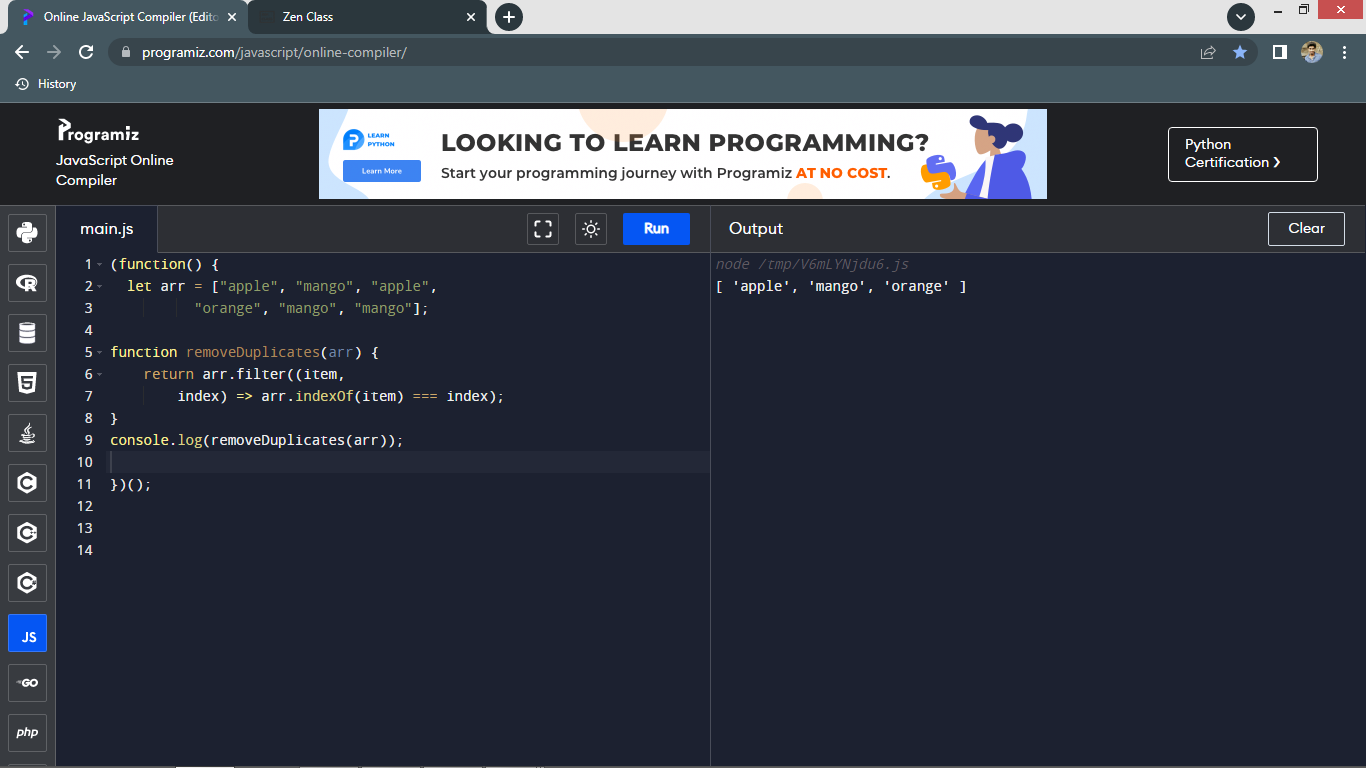 Online JavaScript Compiler (Edito
Zen Class
programiz.com/javascript/online-compiler/
History
Programiz
JavaScript Online
Compiler
LEARN
PYTHON
Learn More
LOOKING TO LEARN PROGRAMMING?
Start your programming journey with Programiz AT NO COST.
Python
Certification ❯
main.js
Run
Output
Clear
1 (function() {
2   let arr = ["apple", "mango", "apple",
3           "orange", "mango", "mango"];
4
5 function removeDuplicates(arr) {
6     return arr.filter((item,
7         index) => arr.indexOf(item) === index);
8 }
9 console.log(removeDuplicates(arr));
10
11 })();
12
13
14
node /tmp/V6mLYNjdu6.js
[ 'apple', 'mango', 'orange' ]
R
5
C
C
C
JS
GO
php